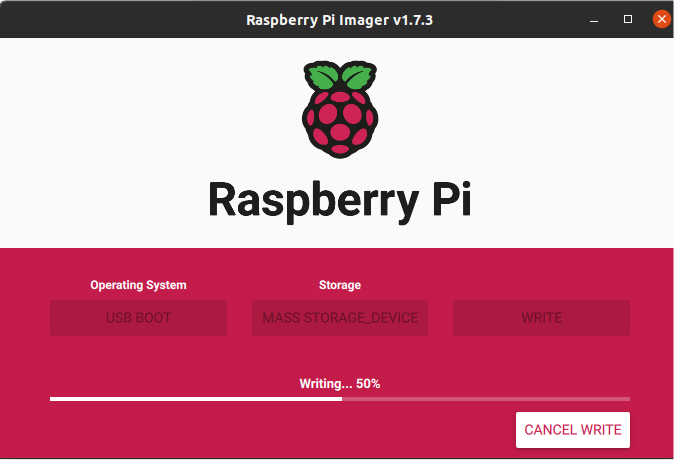 Raspberry Pi Imager v1.7.3
Raspberry Pi
Operating System
Storage
USB BOOT
MASS STORAGE_DEVICE
WRITE
Writing... 50%
CANCEL WRITE